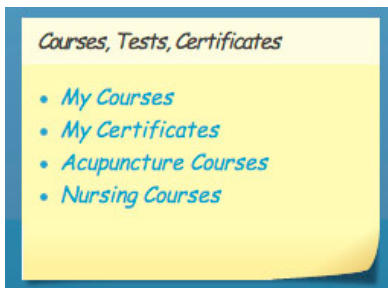 Courses, Tests, Certificates
• My Courses
• My Certificates
• Acupuncture Courses
• Nursing Courses